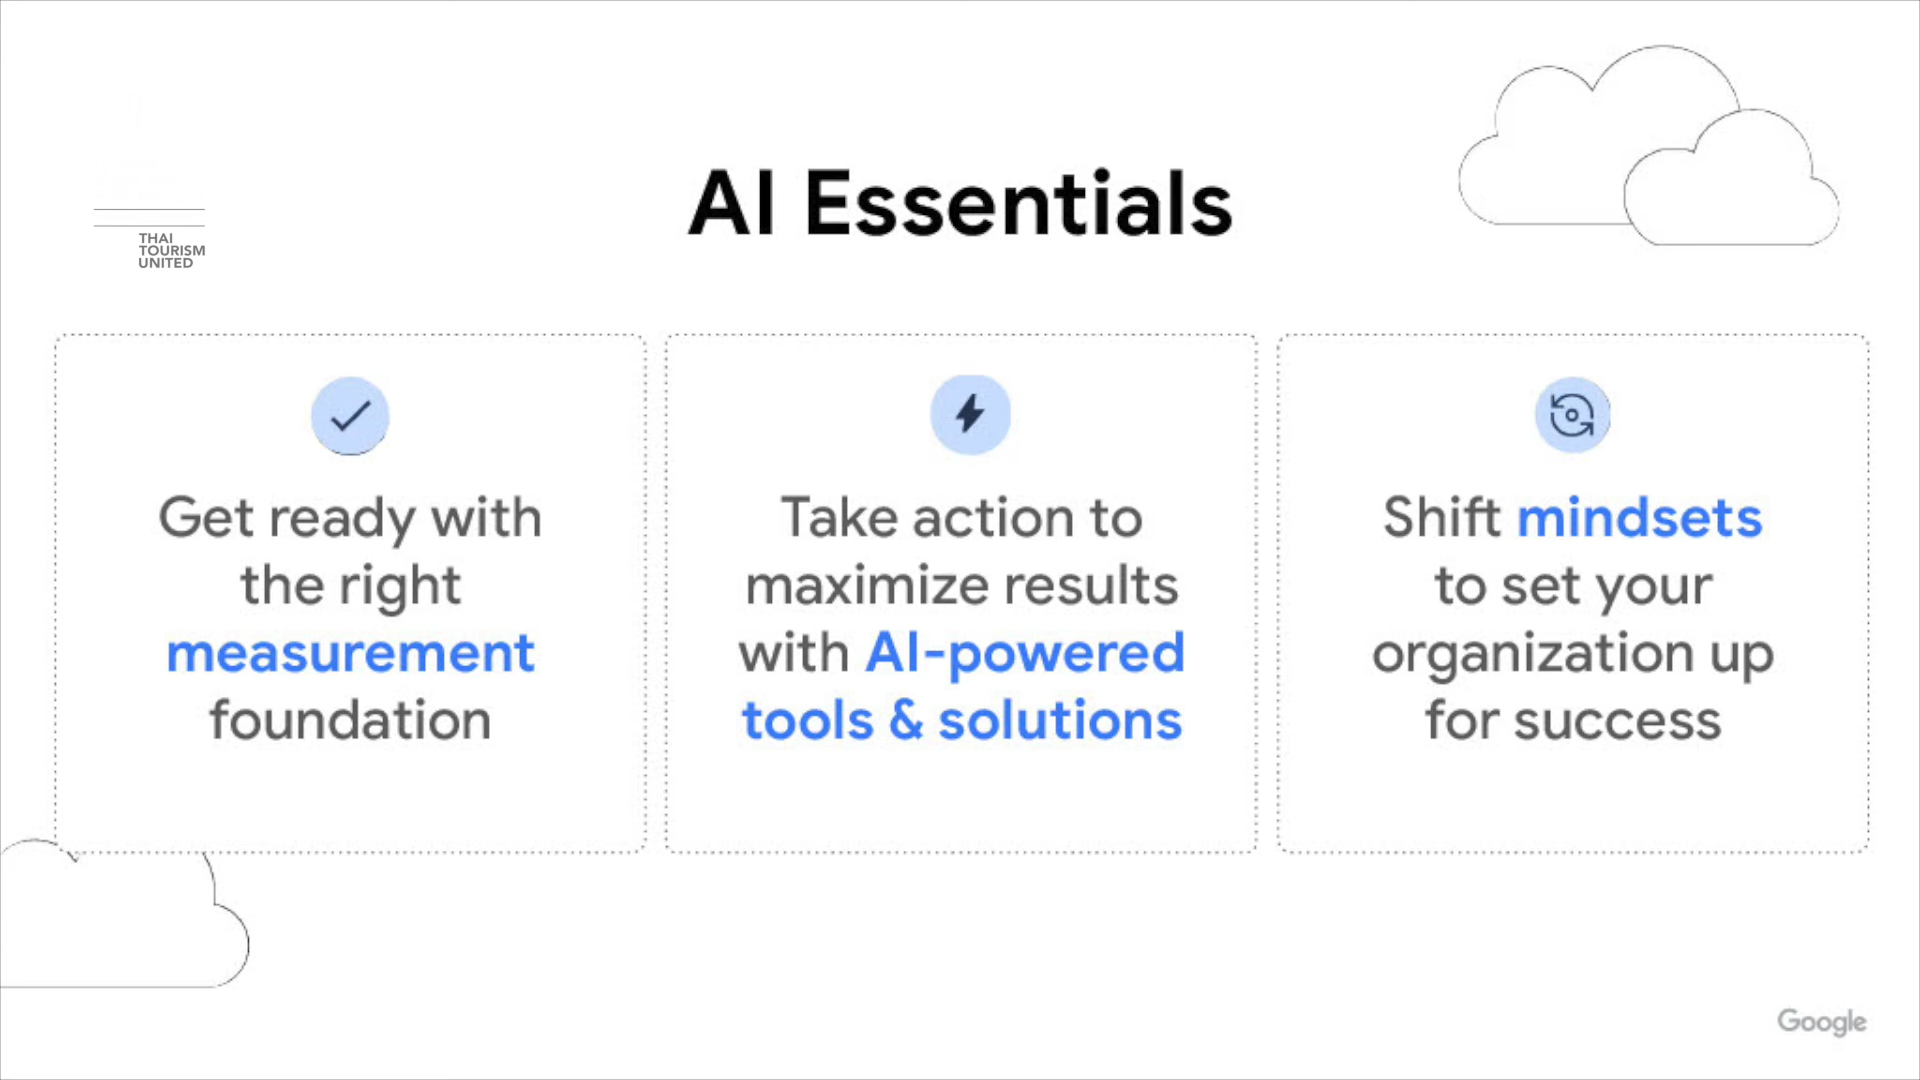 AI Essentials
THAI
TOURISM
UNITED
Get ready with
the right
measurement
foundation
Take action to
maximize results
with AI-powered
tools & solutions
Shift mindsets
to set your
organization up
for success
Google